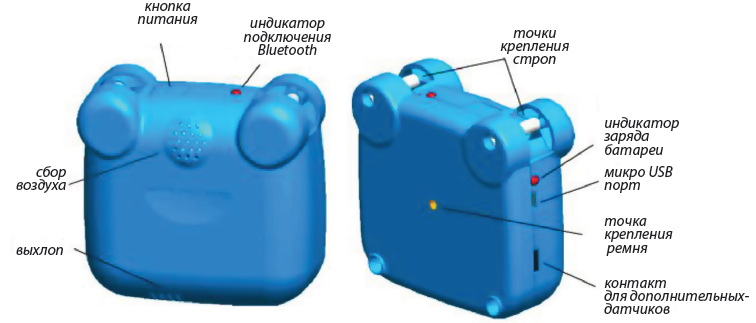 кнопка
питания
индикатор
подключения
Bluetooth
сбор
воздуха
выхлоп
точки
крепления
строп
индикатор
заряда
батареи
микро USB
порт
точка
крепления
ремня
контакт
для дополнительных-
датчиков